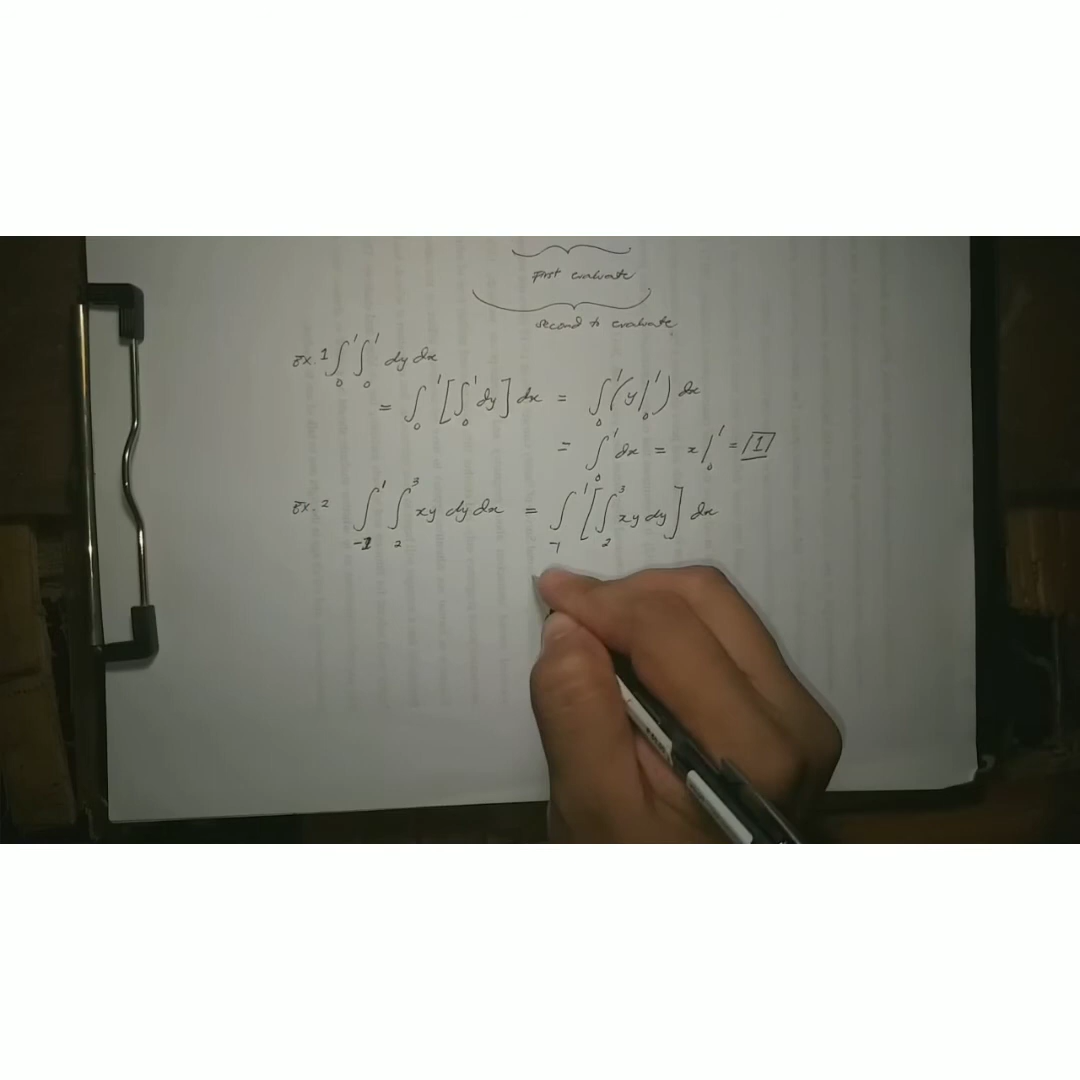 First evaluate
second to evaluate
Ex. 1 ∫₀¹ ∫₀¹ dy dx
= ∫₀¹ [∫₀¹ dy] dx = ∫₀¹ (y|₀¹) dx
= ∫₀¹ dx = x|₀¹ = 1
Ex. 2 ∫₋₁¹ ∫₂³ xy dy dx = ∫₋₁¹ [∫₂³ xy dy] dx